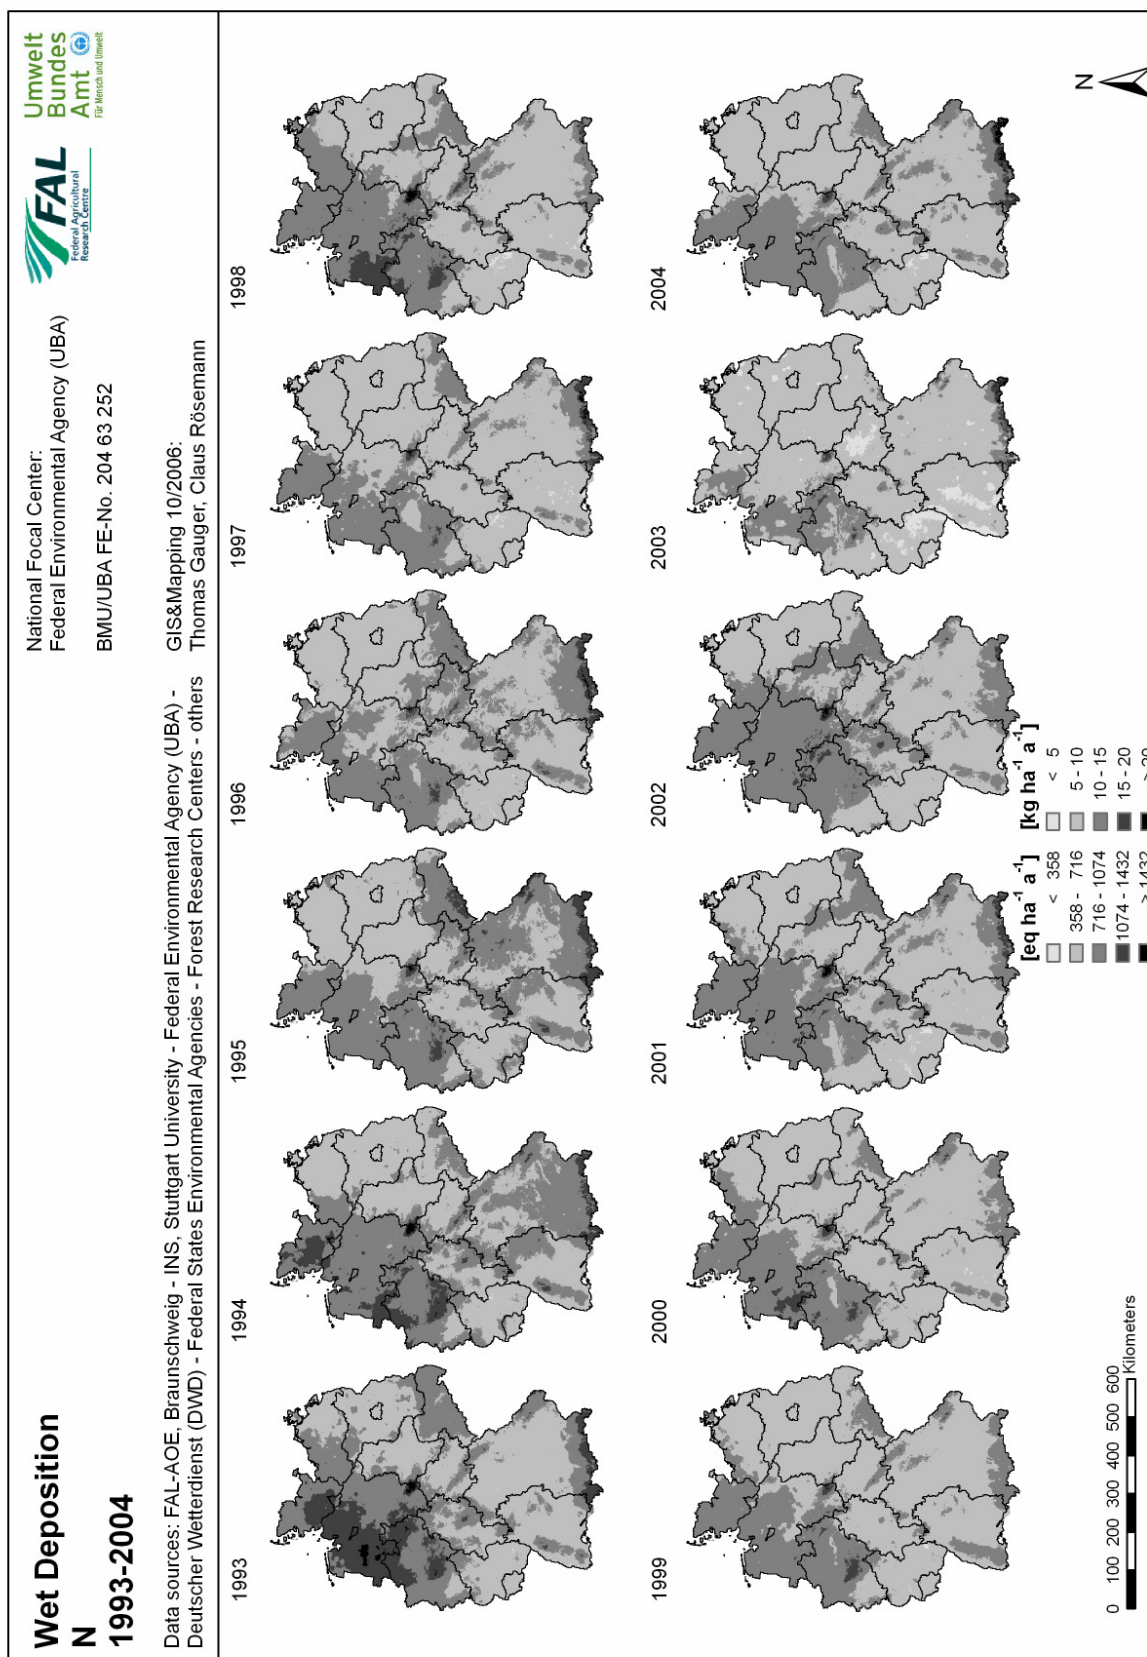 Wet Deposition
N
1993-2004
National Focal Center:
Federal Environmental Agency (UBA)
BMU/UBA FE-No. 204 63 252
FAL
Federal Agricultural
Research Centre
Umwelt
Bundes
Amt
Für Mensch und Umwelt
Data sources: FAL-AOE, Braunschweig - INS, Stuttgart University - Federal Environmental Agency (UBA) -
Deutscher Wetterdienst (DWD) - Federal States Environmental Agencies - Forest Research Centers - others
GIS&Mapping 10/2006:
Thomas Gauger, Claus Rösemann
1993
1994
1995
1996
1997
1998
1999
2000
2001
2002
2003
2004
0 100 200 300 400 500 600
Kilometers
[eq ha-1 a-1] [kg ha-1 a-1]
< 358 < 5
358 - 716 5 - 10
716 - 1074 10 - 15
1074 - 1432 15 - 20
> 1432 > 20
N